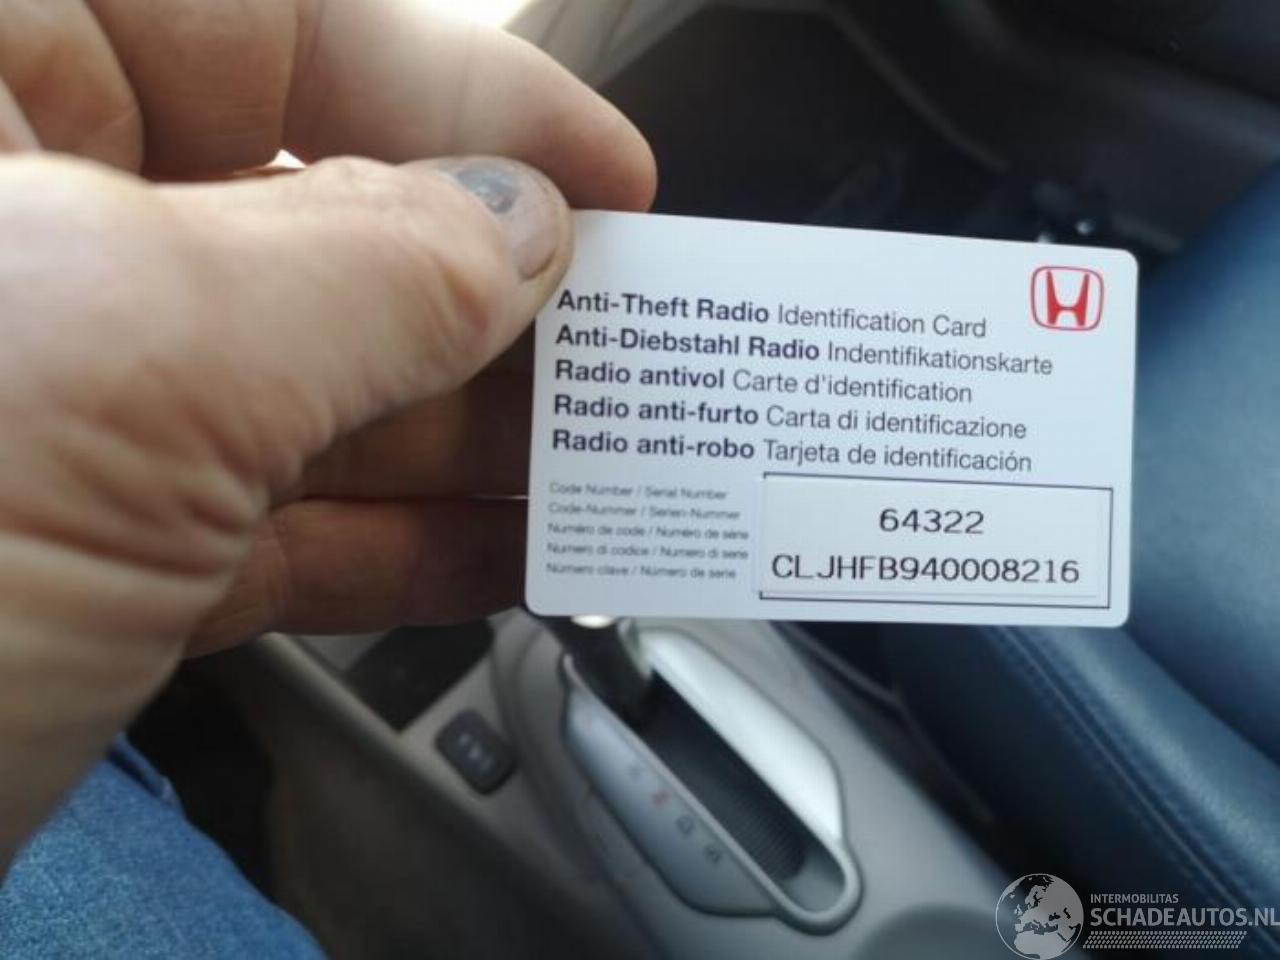 Anti-Theft Radio Identification Card
Anti-Diebstahl Radio Indentifikationskarte
Radio antivol Carte d'identification
Radio anti-furto Carta di identificazione
Radio anti-robo Tarjeta de identificación
Code Number / Serial Number
Code-Nummer / Serien-Nummer
Numéro de code / Numéro de série
Numero di codice / Numero di serie
Número clave / Número de serie
64322
CLJHFB940008216
INTERMOBILITAS
SCHADEAUTOS.NL